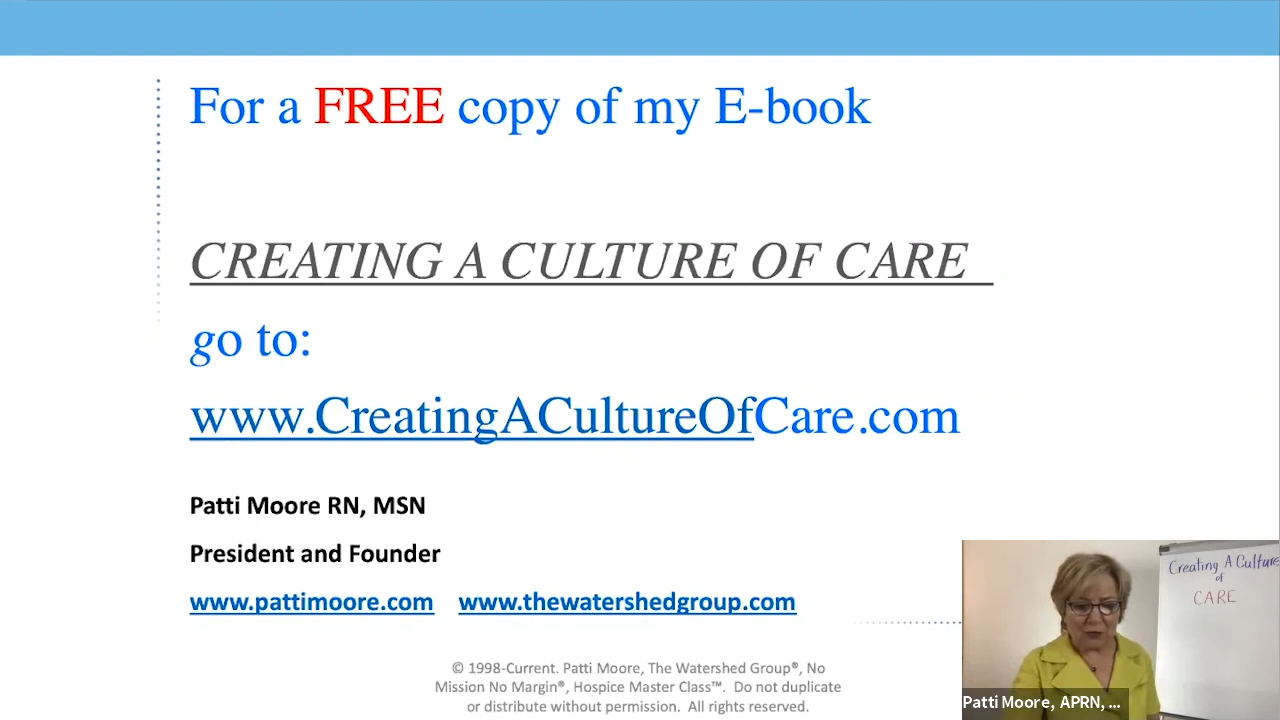 For a FREE copy of my E-book
CREATING A CULTURE OF CARE
go to:
www.CreatingACultureOfCare.com
Patti Moore RN, MSN
President and Founder
www.pattimoore.com www.thewatershedgroup.com
© 1998-Current. Patti Moore, The Watershed Group®, No
Mission No Margin®, Hospice Master Class™. Do not duplicate
or distribute without permission. All rights reserved.
Creating A Culture
of
CARE
Patti Moore, APRN, ...